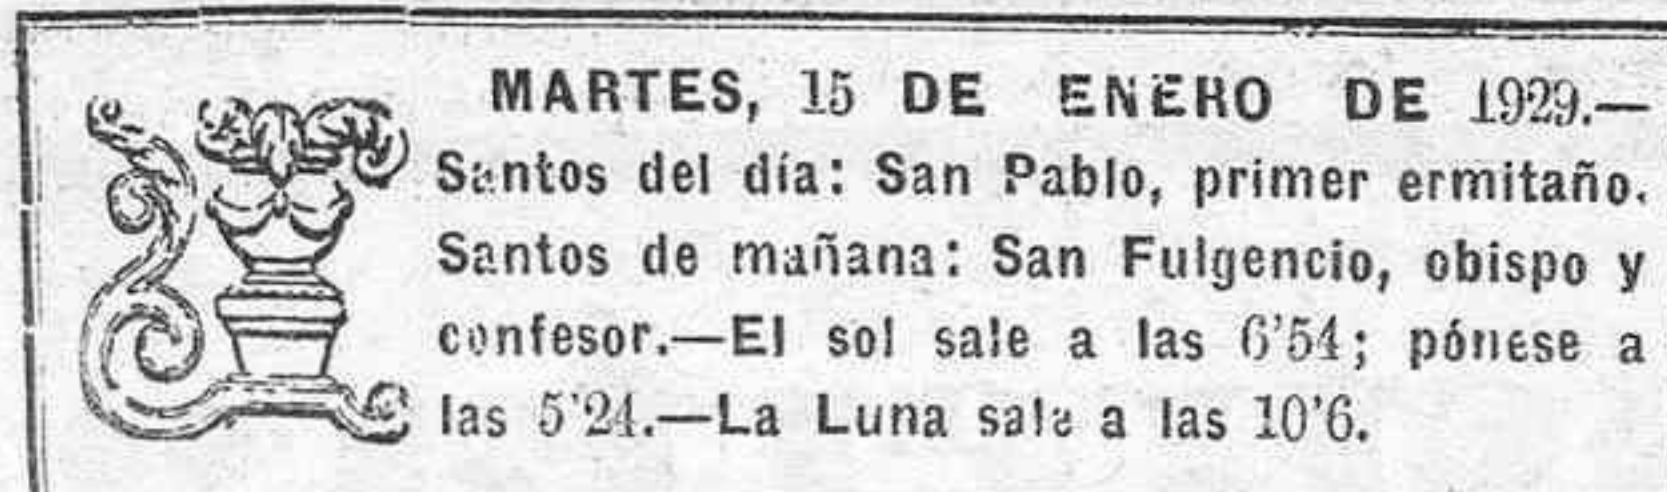 MARTES, 15 DE ENERO DE 1929.—
Santos del día: San Pablo, primer ermitaño.
Santos de mañana: San Fulgencio, obispo y
confesor.—El sol sale a las 6'54; pónese a
las 5'24.—La Luna sale a las 10'6.